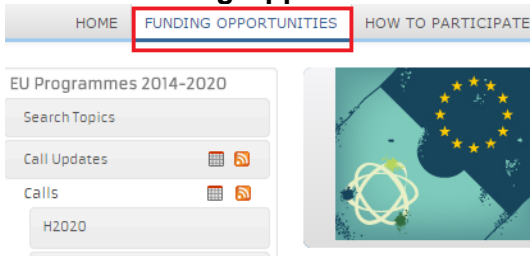 HOME FUNDING OPPORTUNITIES HOW TO PARTICIPATE
EU Programmes 2014-2020
Search Topics
Call Updates
Calls
H2020